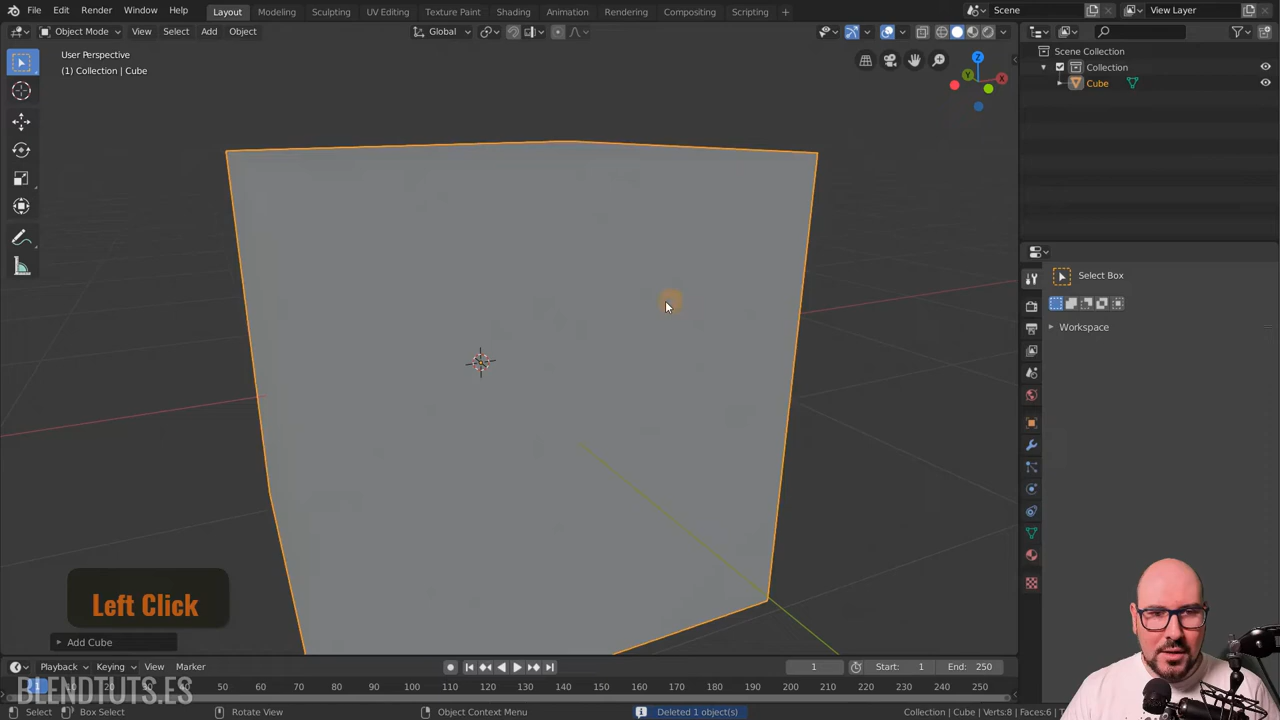 File Edit Render Window Help Layout Modeling Sculpting UV Editing Texture Paint Shading Animation Rendering Compositing Scripting + Scene View Layer
Object Mode View Select Add Object Global
User Perspective
(1) Collection | Cube
Z
Y
X
Scene Collection
Collection
Cube
Select Box
Workspace
Left Click
Add Cube
Playback Keying View Marker 1 Start: 1 End: 250
1 50 60 70 80 90 100 110 120 130 140 150 160 170 180 190 200 210 220 230 240 250
BLENDTUTS.ES
Select Box Select Rotate View Object Context Menu Deleted 1 object(s) Collection | Cube | Verts:8 | Faces:6 |